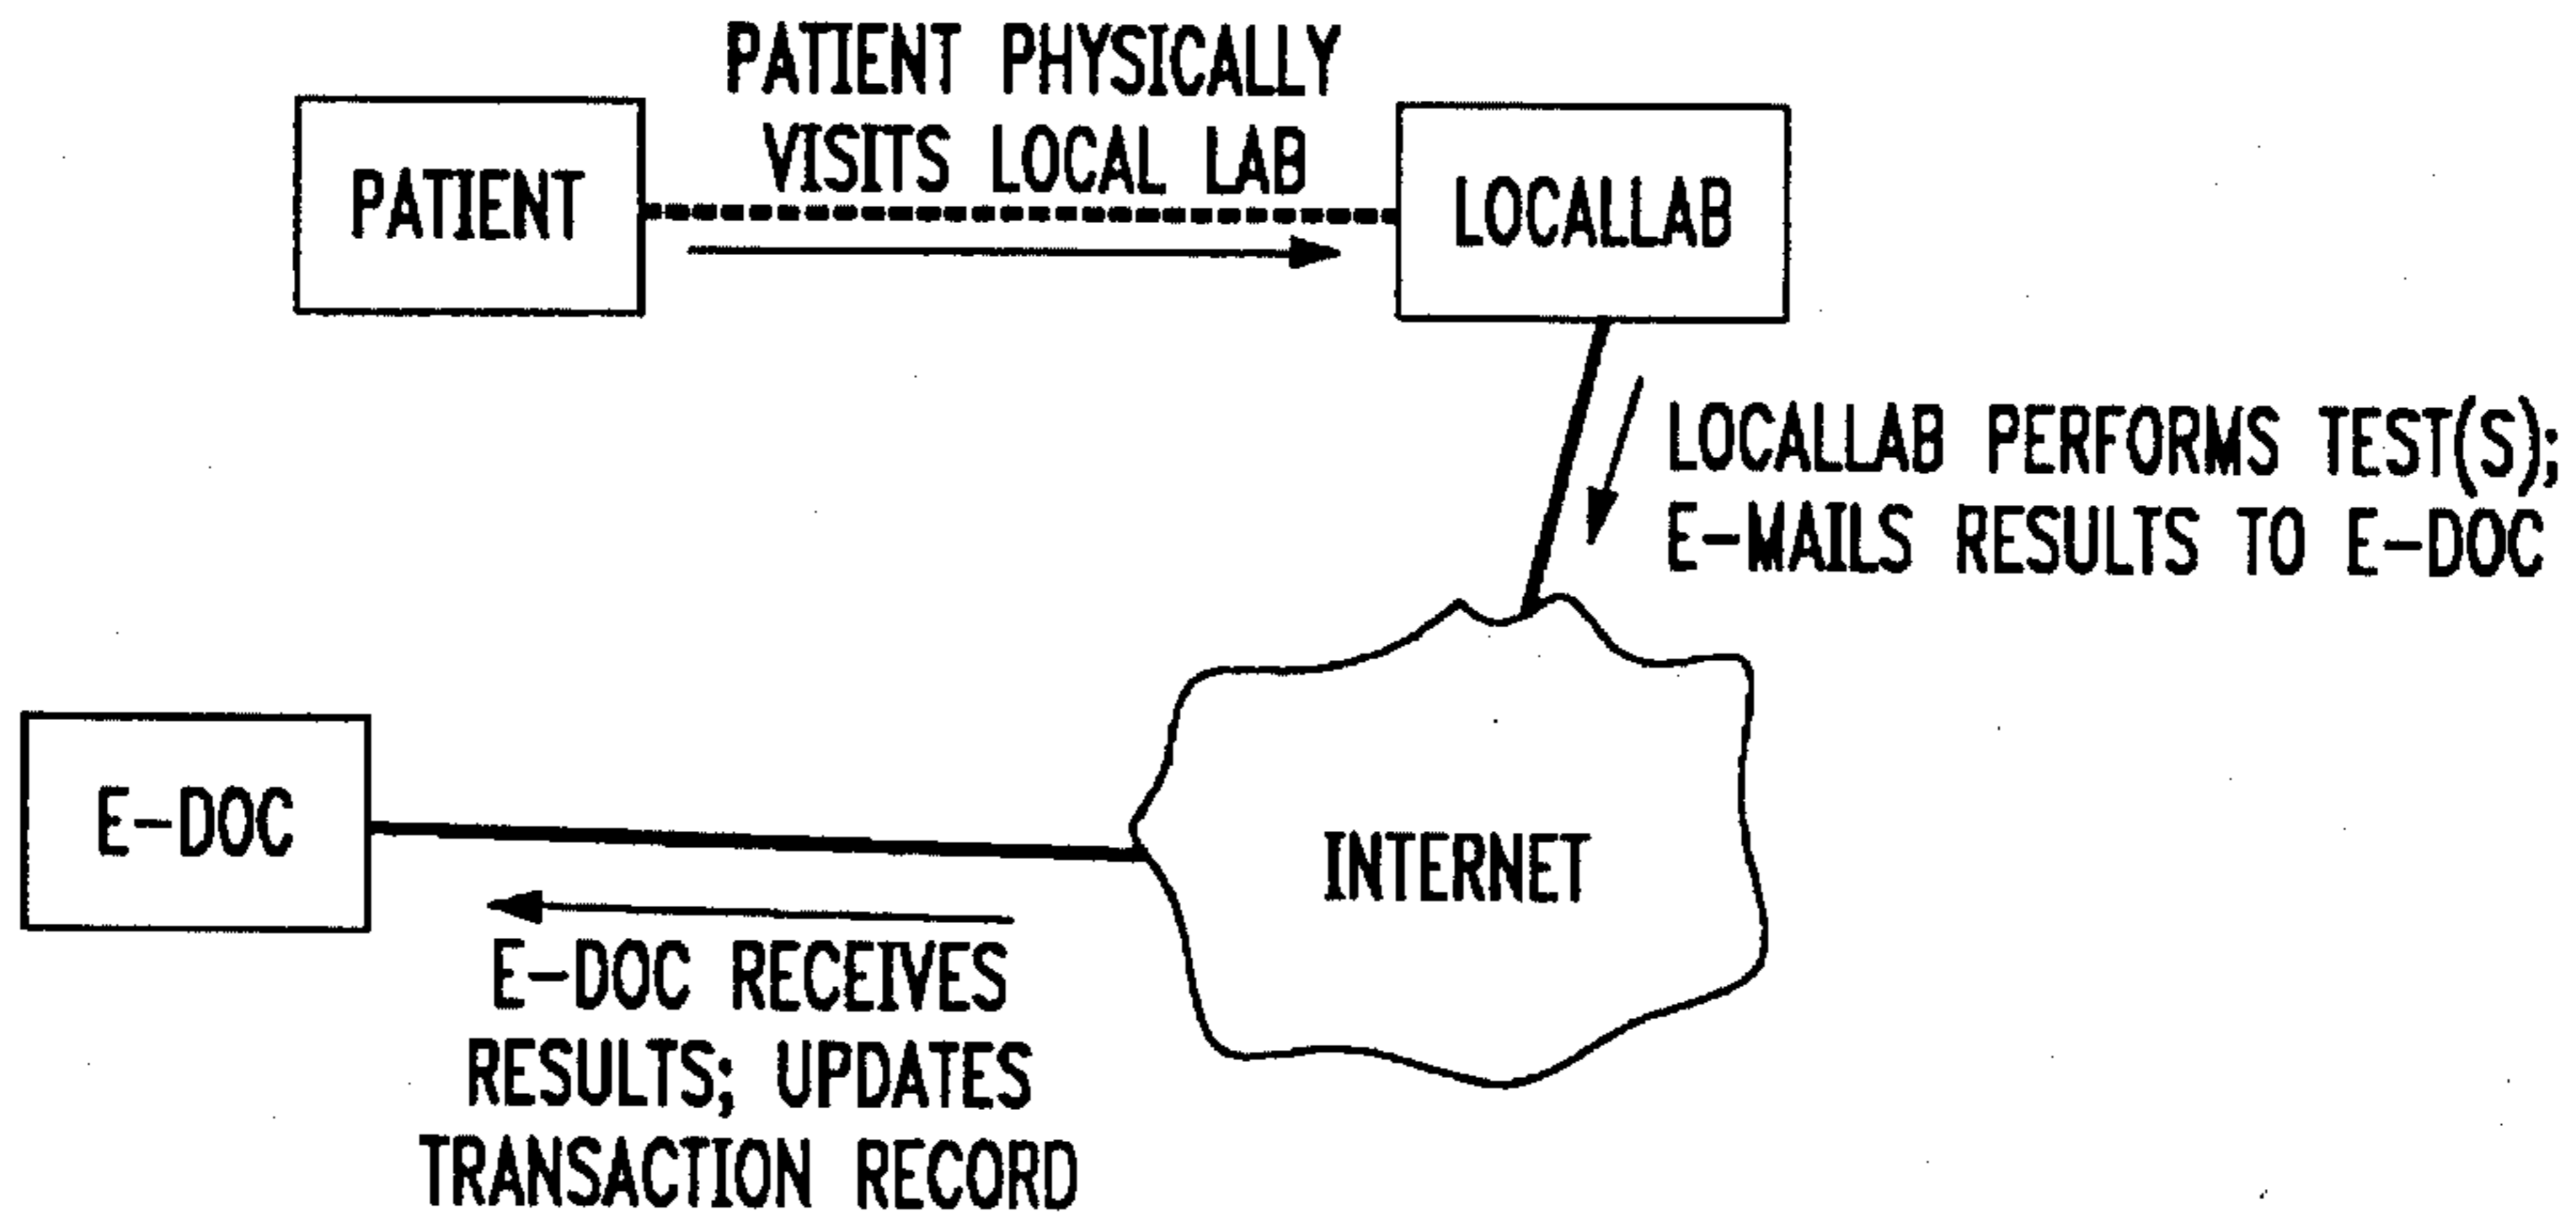 PATIENT PHYSICALLY
VISITS LOCAL LAB
PATIENT
LOCALLAB
LOCALLAB PERFORMS TEST(S);
E-MAILS RESULTS TO E-DOC
E-DOC
INTERNET
E-DOC RECEIVES
RESULTS; UPDATES
TRANSACTION RECORD